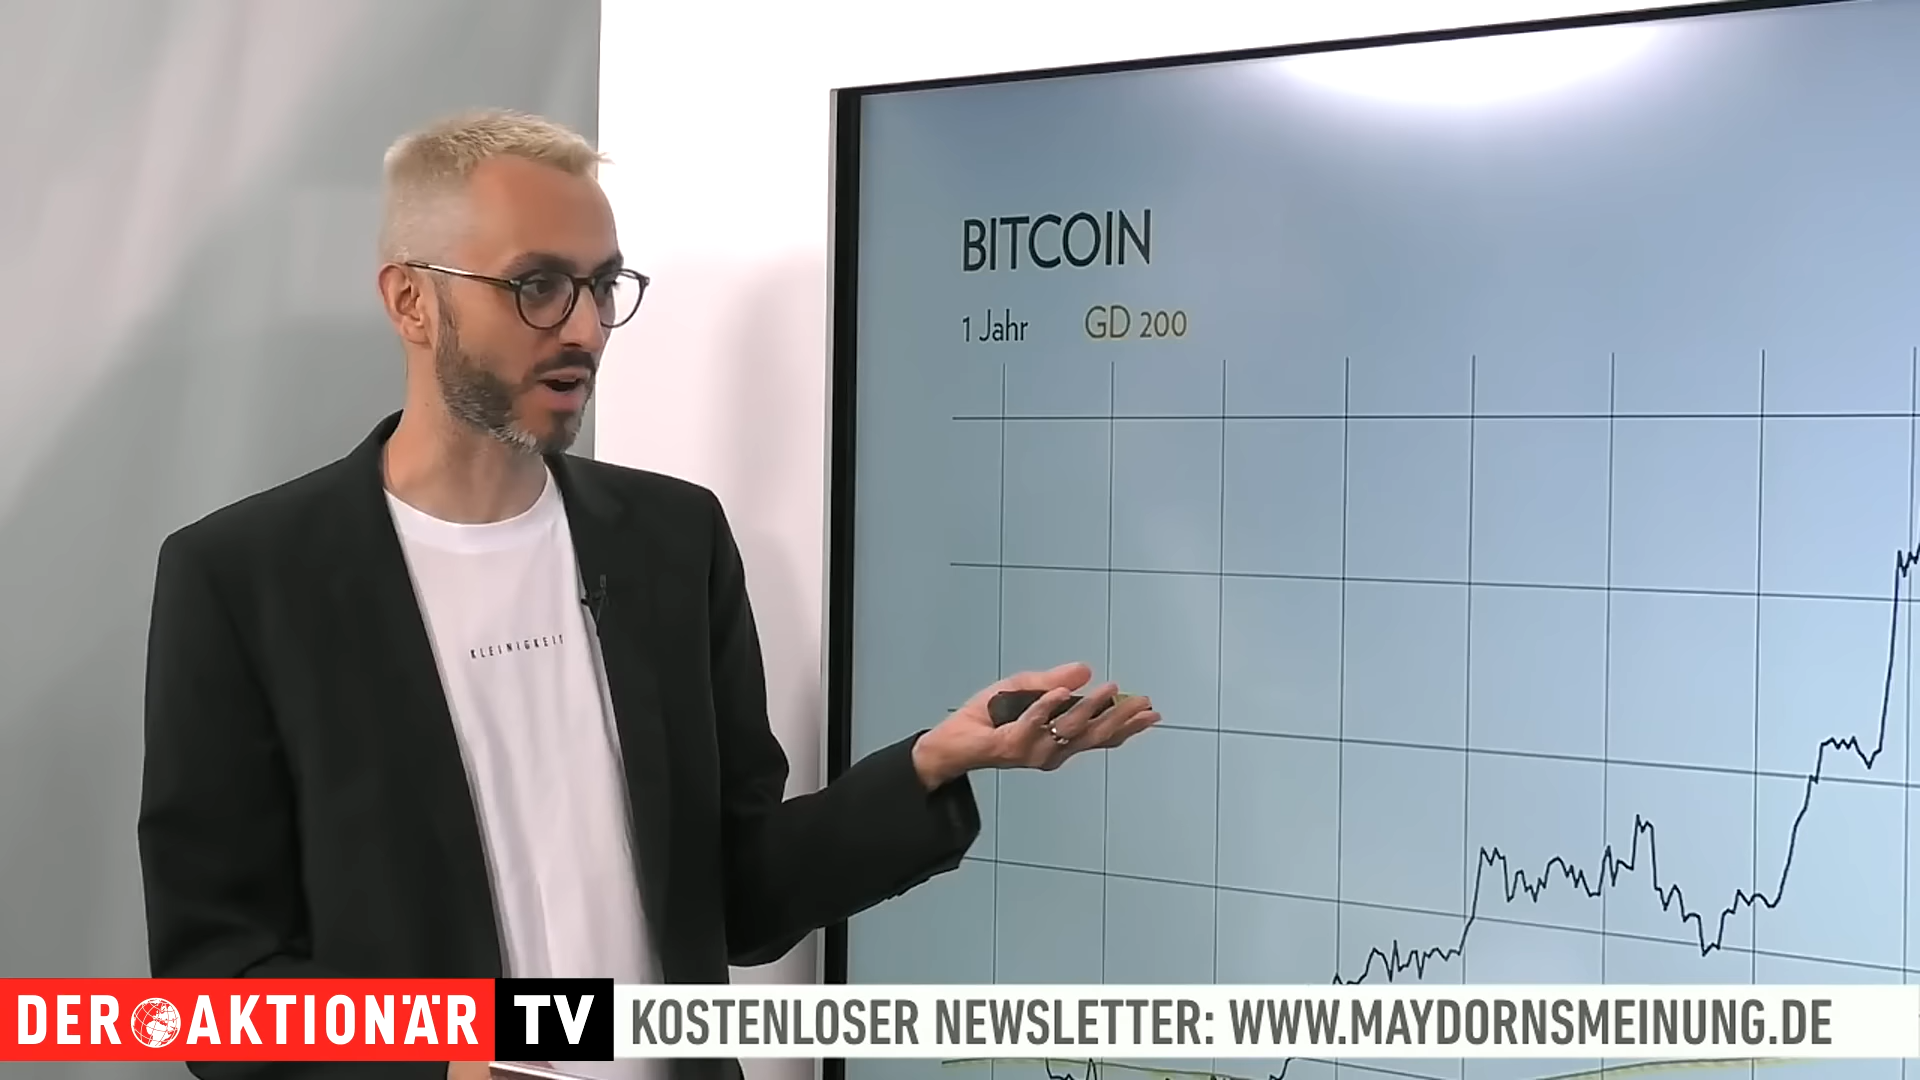 BITCOIN
1 Jahr GD 200
KLEINIGKEIT
DER AKTIONÄR TV
KOSTENLOSER NEWSLETTER: WWW.MAYDORNSMEINUNG.DE